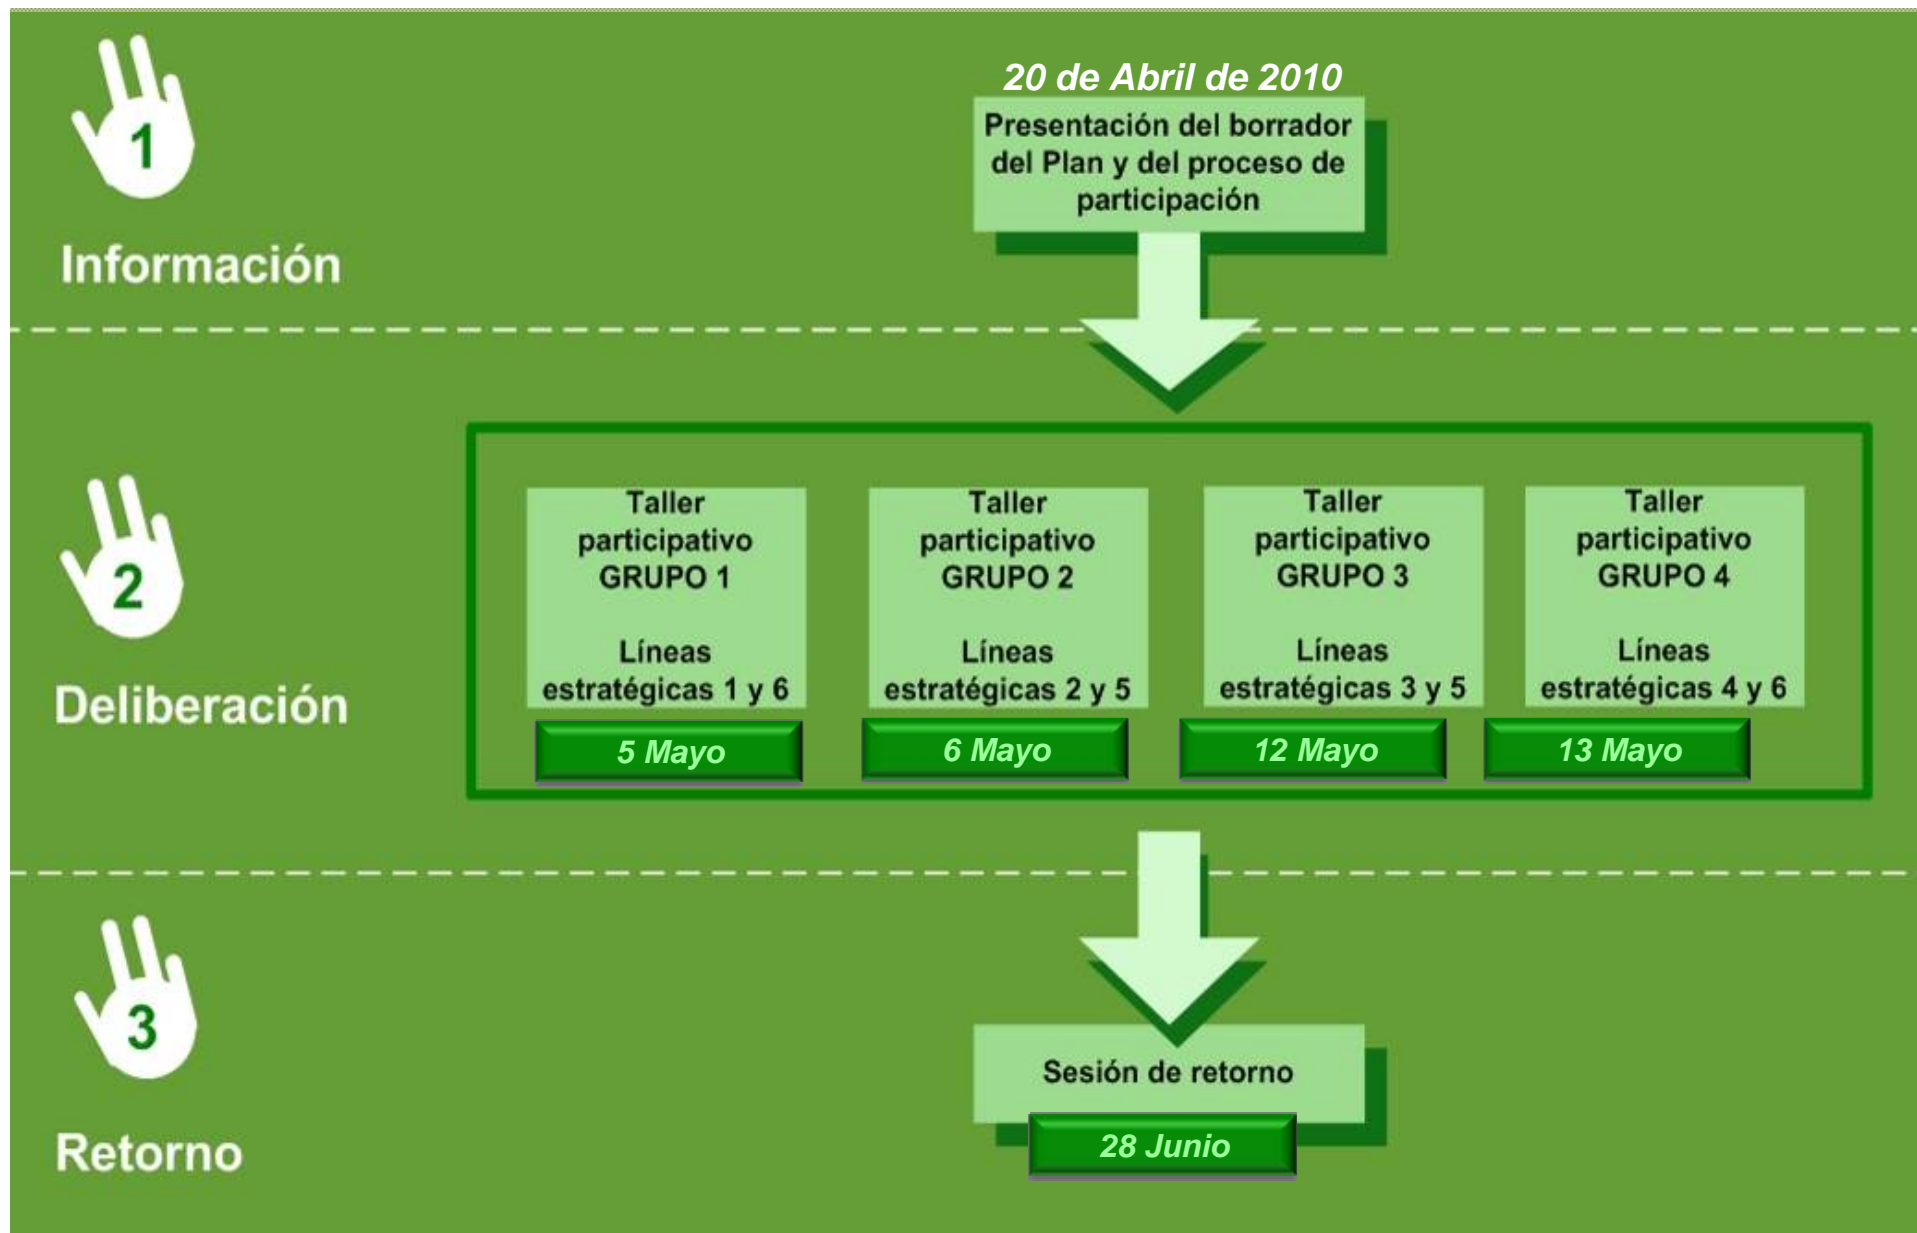 1
Información
20 de Abril de 2010
Presentación del borrador
del Plan y del proceso de
participación
2
Deliberación
Taller
participativo
GRUPO 1
Líneas
estratégicas 1 y 6
5 Mayo
Taller
participativo
GRUPO 2
Líneas
estratégicas 2 y 5
6 Mayo
Taller
participativo
GRUPO 3
Líneas
estratégicas 3 y 5
12 Mayo
Taller
participativo
GRUPO 4
Líneas
estratégicas 4 y 6
13 Mayo
3
Retorno
Sesión de retorno
28 Junio